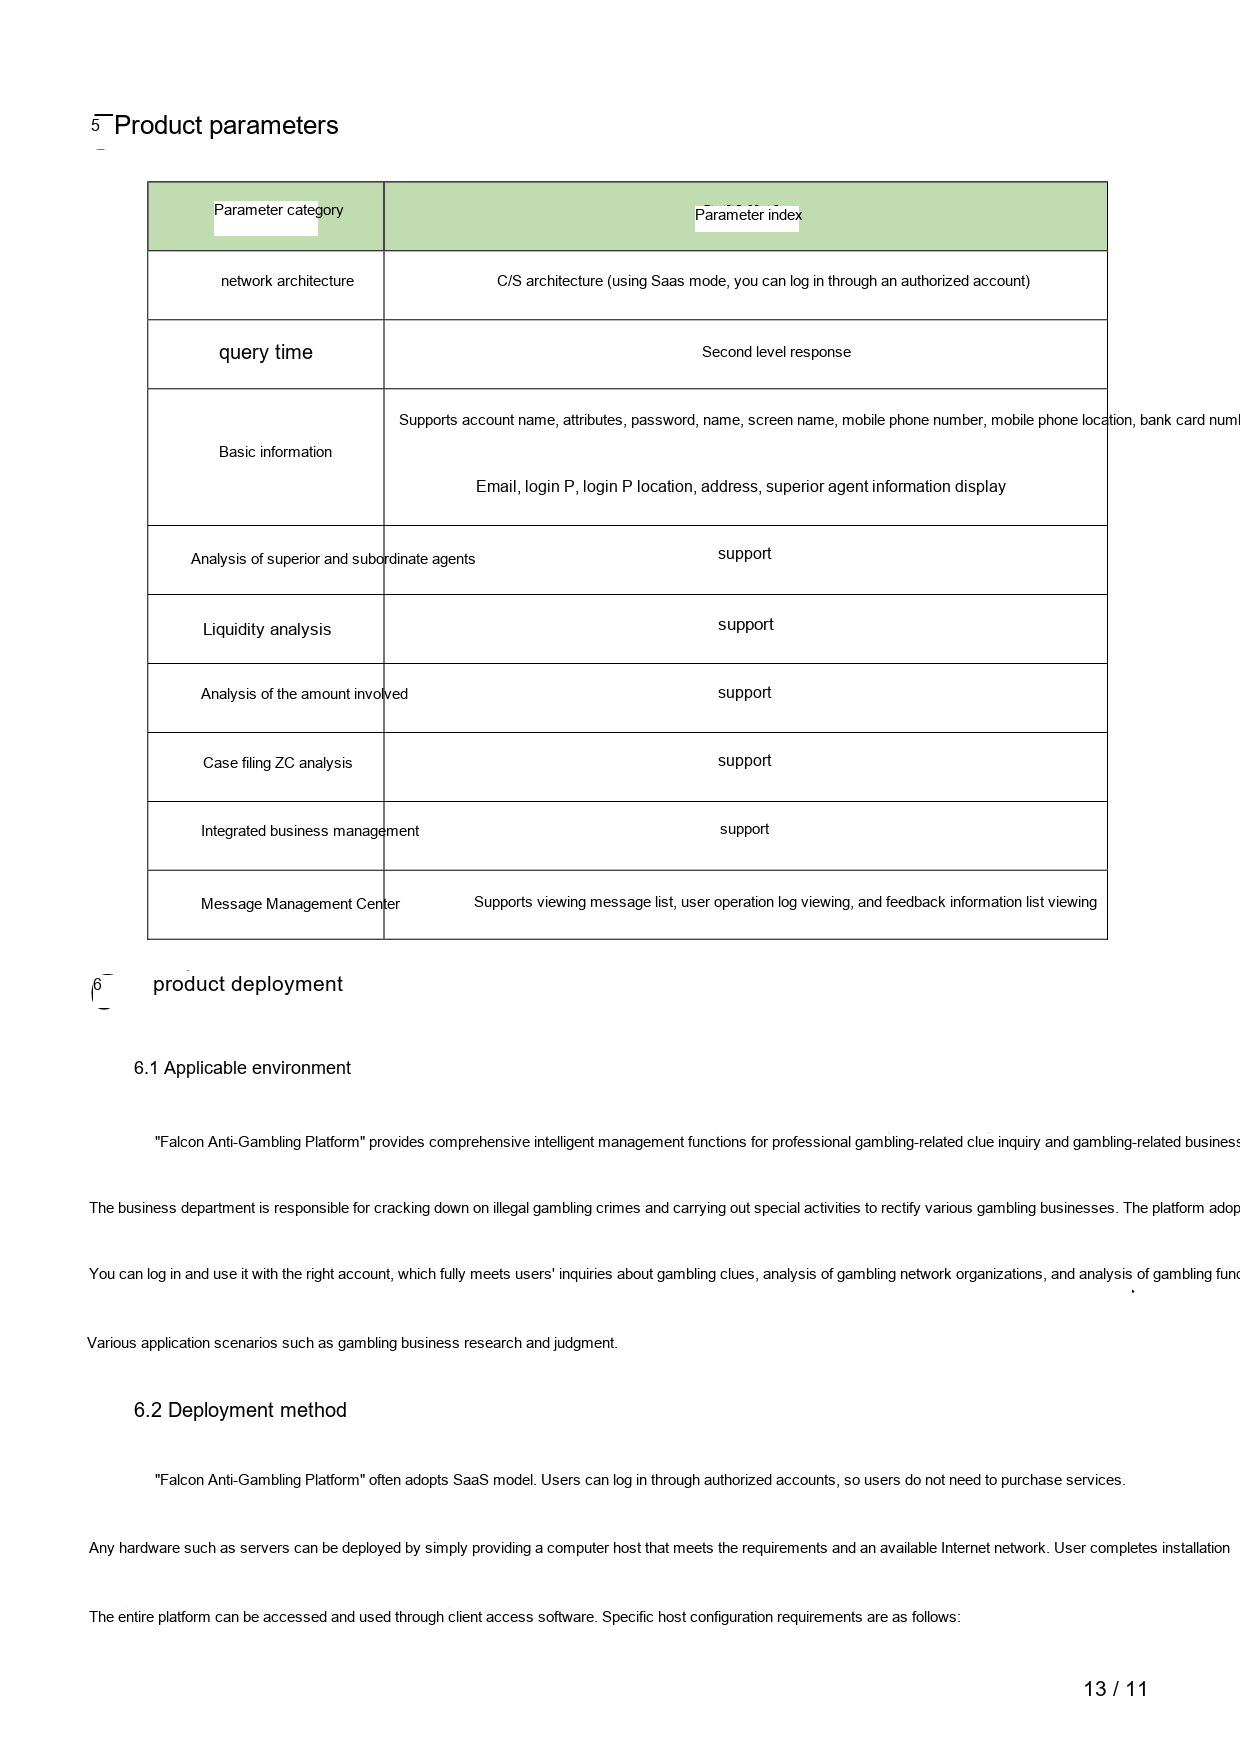 5 Product parameters
Parameter category Parameter index
network architecture C/S architecture (using Saas mode, you can log in through an authorized account)
query time Second level response
Supports account name, attributes, password, name, screen name, mobile phone number, mobile phone location, bank card
Basic information
Email, login P, login P location, address, superior agent information display
Analysis of superior and subordinate agents support
Liquidity analysis support
Analysis of the amount involved support
Case filing ZC analysis support
Integrated business management support
Message Management Center Supports viewing message list, user operation log viewing, and feedback information list viewing
6 product deployment
6.1 Applicable environment
"Falcon Anti-Gambling Platform" provides comprehensive intelligent management functions for professional gambling-related clue inquiry and gambling-related business
The business department is responsible for cracking down on illegal gambling crimes and carrying out special activities to rectify various gambling businesses. The platform
You can log in and use it with the right account, which fully meets users' inquiries about gambling clues, analysis of gambling network organizations, and analysis of gambling
Various application scenarios such as gambling business research and judgment.
6.2 Deployment method
"Falcon Anti-Gambling Platform" often adopts SaaS model. Users can log in through authorized accounts, so users do not need to purchase services.
Any hardware such as servers can be deployed by simply providing a computer host that meets the requirements and an available Internet network. User completes installation
The entire platform can be accessed and used through client access software. Specific host configuration requirements are as follows:
13 / 11